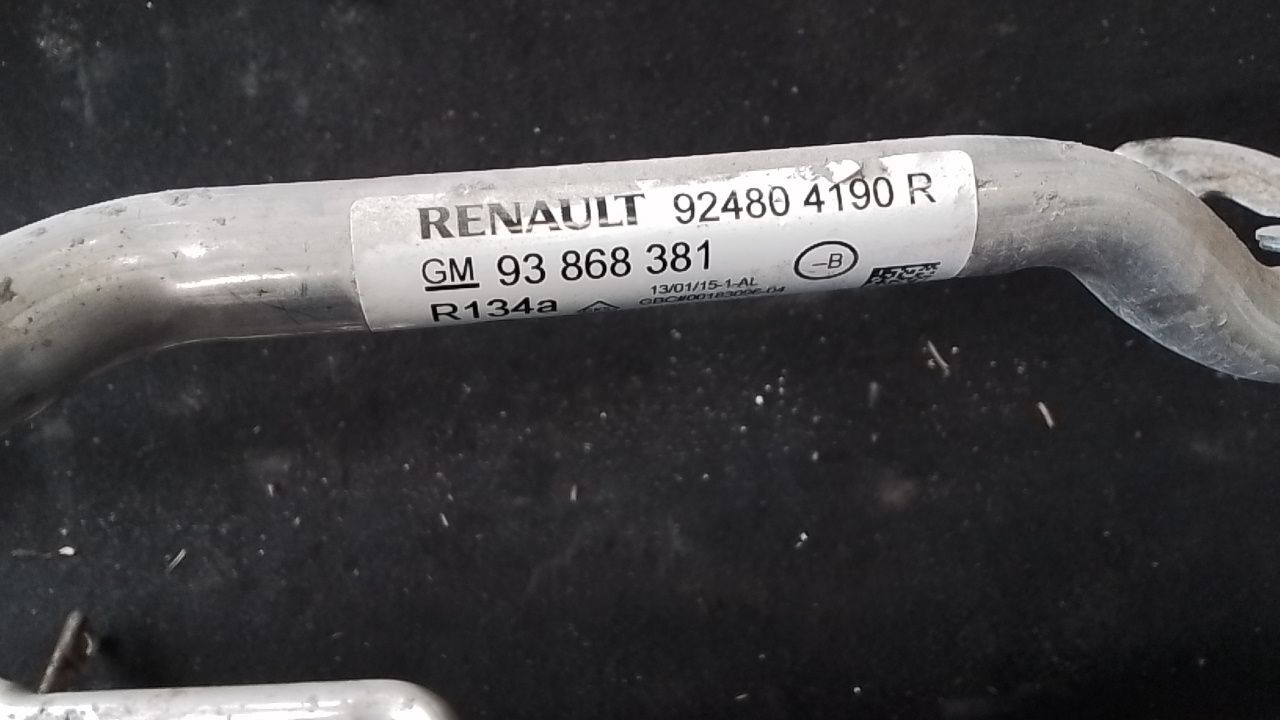 RENAULT 92480 4190 R
GM 93 868 381
-B
13/01/15-1-AL
R134a